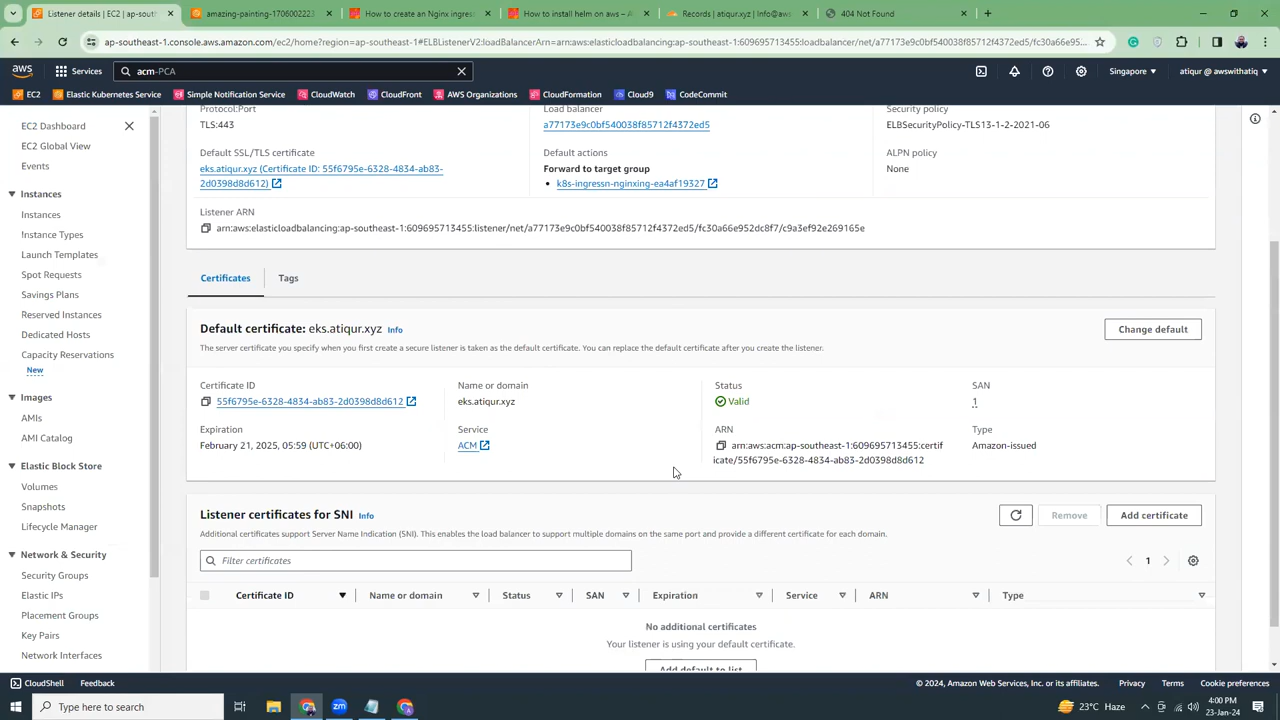 Listener details | EC2 | ap-south
amazing-painting-1706002223
How to create an Nginx ingress
How to install helm on aws – A
Records | atiqur.xyz | Info@aws
404 Not Found
ap-southeast-1.console.aws.amazon.com/ec2/home?region=ap-southeast-1#ELBListenerV2:loadBalancerArn=arn:aws:elasticloadbalancing:ap-southeast-1:609695713455:loadbalancer/net/a77173e9c0bf540038f85712f4372ed5/fc30a66e95...
aws
Services
acm-PCA
Singapore
atiqur @ awswithatiq
EC2
Elastic Kubernetes Service
Simple Notification Service
CloudWatch
CloudFront
AWS Organizations
CloudFormation
Cloud9
CodeCommit
EC2 Dashboard
EC2 Global View
Events
Instances
Instances
Instance Types
Launch Templates
Spot Requests
Savings Plans
Reserved Instances
Dedicated Hosts
Capacity Reservations
New
Images
AMIs
AMI Catalog
Elastic Block Store
Volumes
Snapshots
Lifecycle Manager
Network & Security
Security Groups
Elastic IPs
Placement Groups
Key Pairs
Network Interfaces
Protocol:Port
TLS:443
Load balancer
a77173e9c0bf540038f85712f4372ed5
Security policy
ELBSecurityPolicy-TLS13-1-2-2021-06
Default SSL/TLS certificate
eks.atiqur.xyz (Certificate ID: 55f6795e-6328-4834-ab83-
2d0398d8d612)
Default actions
Forward to target group
• k8s-ingressn-nginxing-ea4af19327
ALPN policy
None
Listener ARN
arn:aws:elasticloadbalancing:ap-southeast-1:609695713455:listener/net/a77173e9c0bf540038f85712f4372ed5/fc30a66e952dc8f7/c9a3ef92e269165e
Certificates
Tags
Default certificate: eks.atiqur.xyz Info
Change default
The server certificate you specify when you first create a secure listener is taken as the default certificate. You can replace the default certificate after you create the listener.
Certificate ID
55f6795e-6328-4834-ab83-2d0398d8d612
Name or domain
eks.atiqur.xyz
Status
Valid
SAN
1
Expiration
February 21, 2025, 05:59 (UTC+06:00)
Service
ACM
ARN
arn:aws:acm:ap-southeast-1:609695713455:certif
icate/55f6795e-6328-4834-ab83-2d0398d8d612
Type
Amazon-issued
Listener certificates for SNI Info
Remove
Add certificate
Additional certificates support Server Name Indication (SNI). This enables the load balancer to support multiple domains on the same port and provide a different certificate for each domain.
Filter certificates
1
Certificate ID
Name or domain
Status
SAN
Expiration
Service
ARN
Type
No additional certificates
Your listener is using your default certificate.
Add default to list
CloudShell
Feedback
© 2024, Amazon Web Services, Inc. or its affiliates.
Privacy
Terms
Cookie preferences
Type here to search
zm
23°C Haze
4:00 PM
23-Jan-24